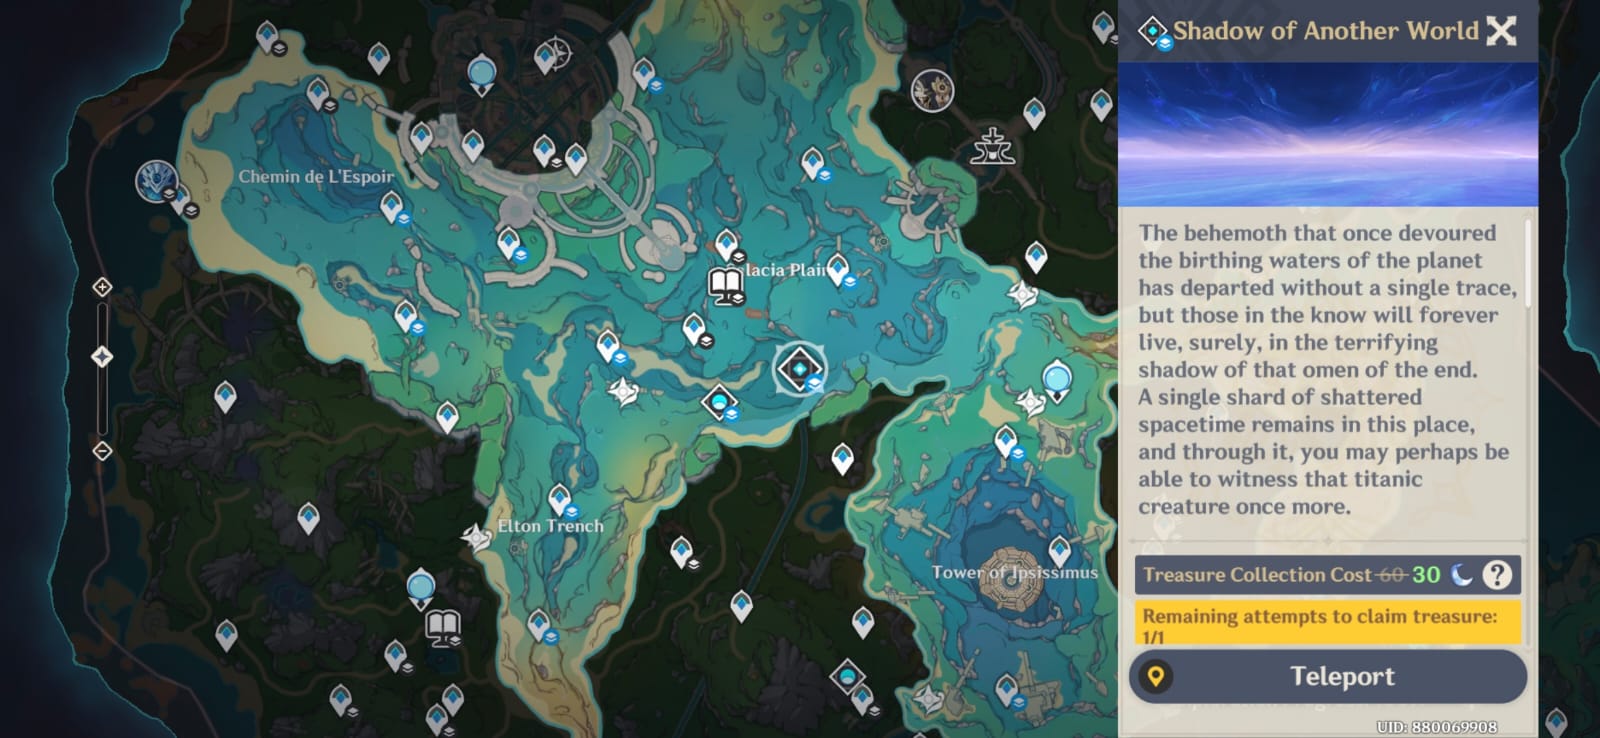 Shadow of Another World
The behemoth that once devoured
the birthing waters of the planet
has departed without a single trace,
but those in the know will forever
live, surely, in the terrifying
shadow of that omen of the end.
A single shard of shattered
spacetime remains in this place,
and through it, you may perhaps be
able to witness that titanic
creature once more.
Treasure Collection Cost 60 30
Remaining attempts to claim treasure:
1/1
Teleport
UID: 880069908
Chemin de L'Espoir
Elton Trench
Tower of Ipsissimus